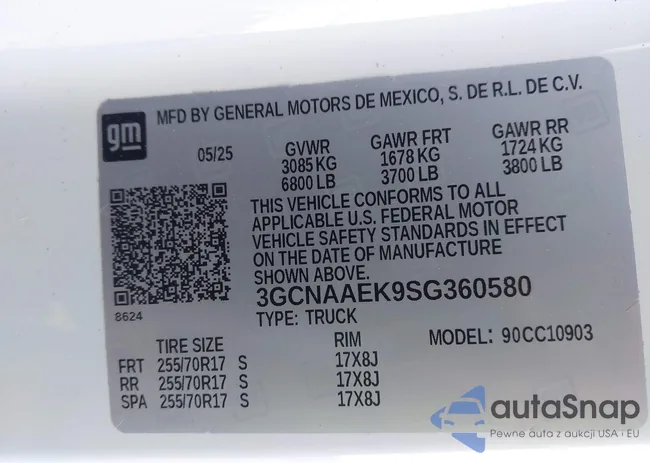 MFD BY GENERAL MOTORS DE MEXICO, S. DE R.L. DE C.V.
gm
05/25 GVWR GAWR FRT GAWR RR
3085 KG 1678 KG 1724 KG
6800 LB 3700 LB 3800 LB
THIS VEHICLE CONFORMS TO ALL
APPLICABLE U.S. FEDERAL MOTOR
VEHICLE SAFETY STANDARDS IN EFFECT
ON THE DATE OF MANUFACTURE
SHOWN ABOVE.
3GCNAAEK9SG360580
8624
TYPE: TRUCK
MODEL: 90CC10903
TIRE SIZE RIM
FRT 255/70R17 S 17X8J
RR 255/70R17 S 17X8J
SPA 255/70R17 S 17X8J
autaSnap
Pewne auta z aukcji USA i EU